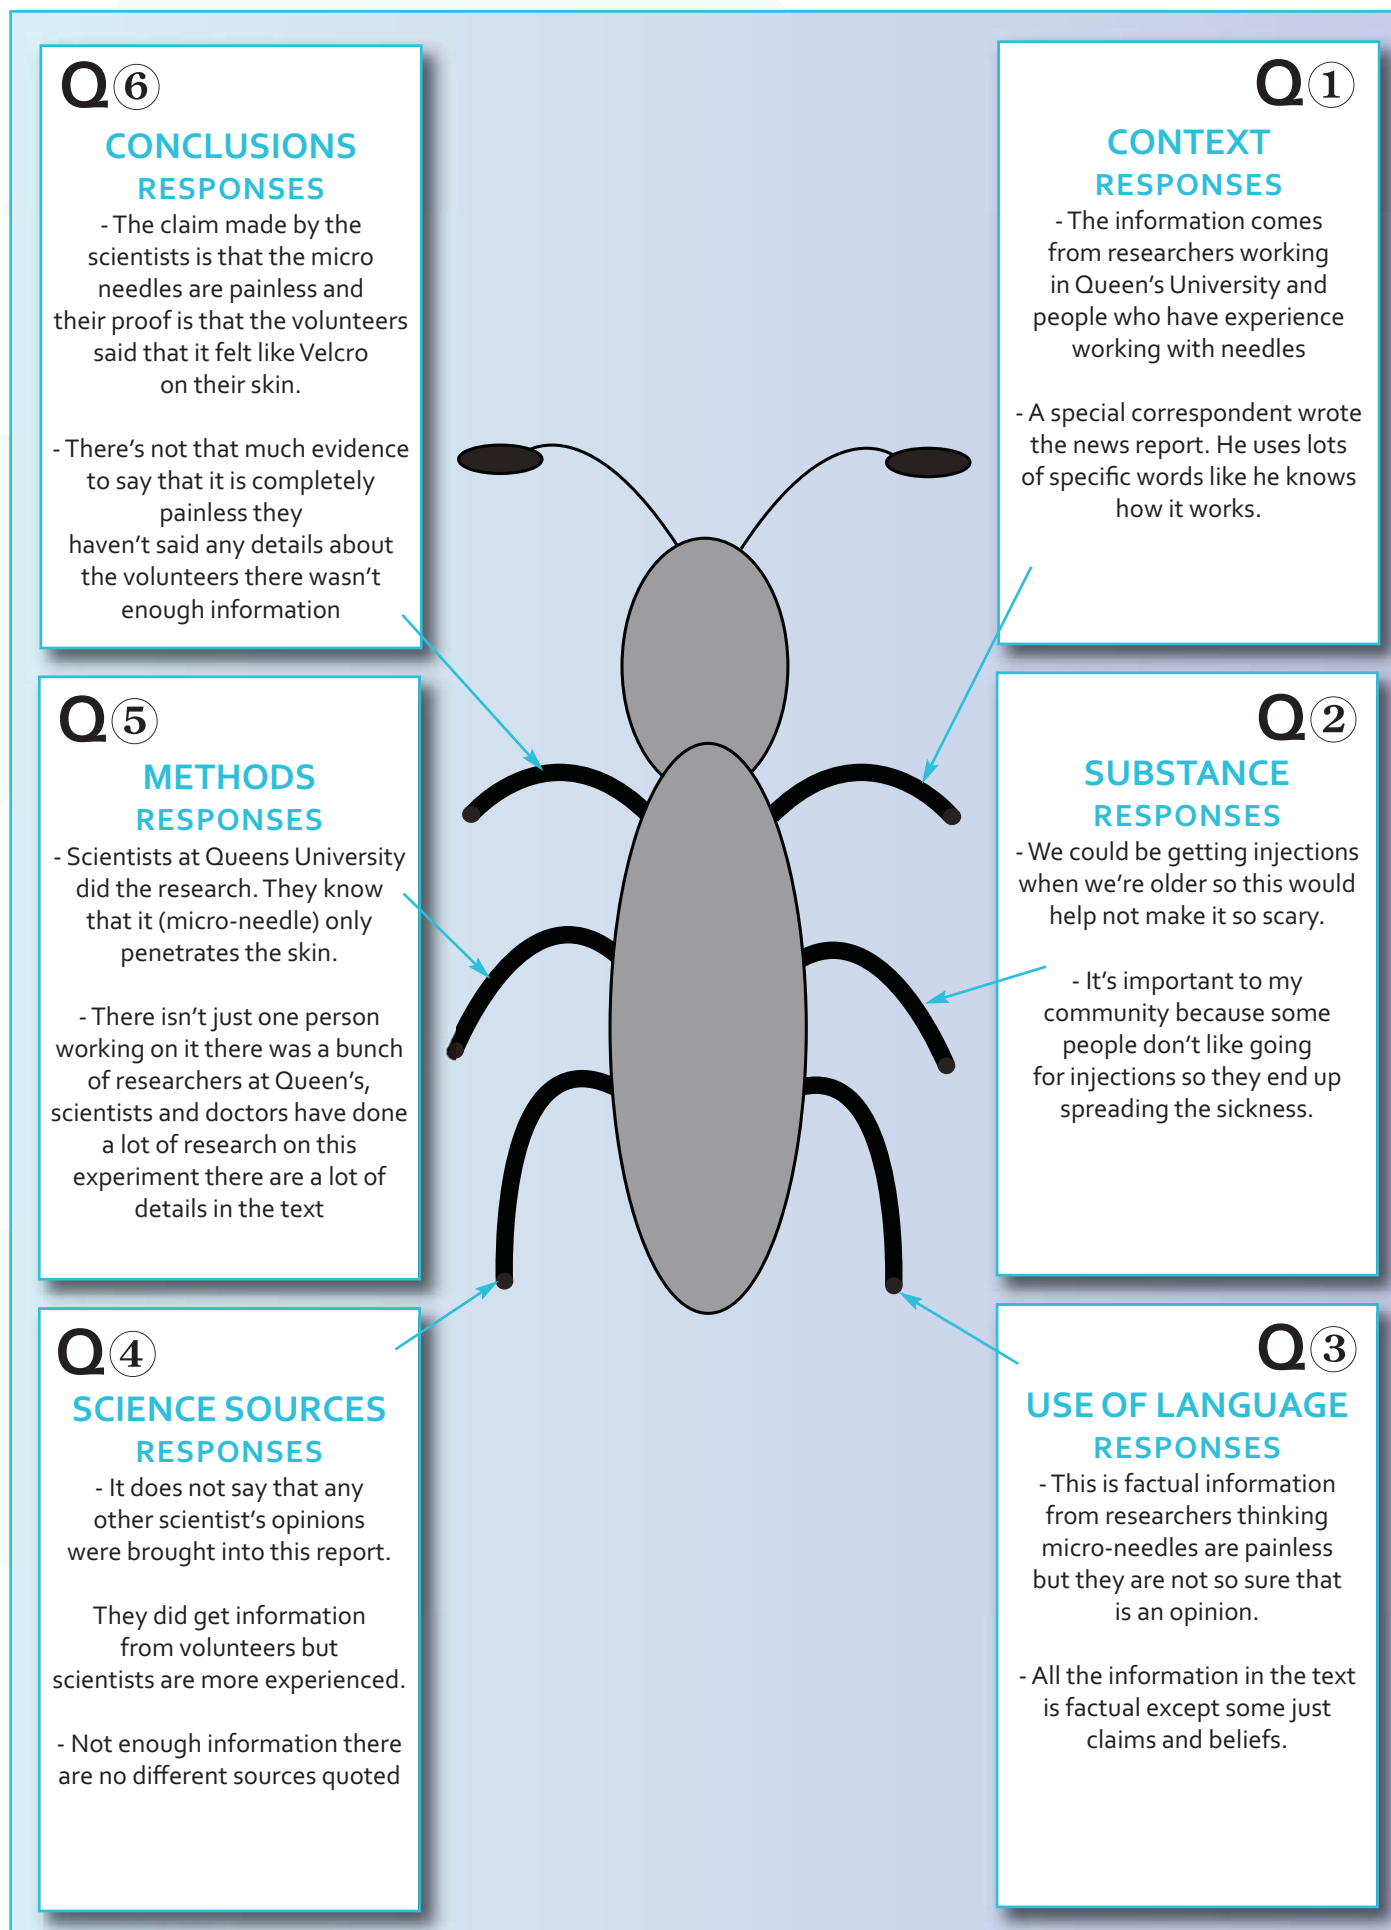 Q①
CONTEXT
RESPONSES
- The information comes
from researchers working
in Queen's University and
people who have experience
working with needles
- A special correspondent wrote
the news report. He uses lots
of specific words like he knows
how it works.
Q②
SUBSTANCE
RESPONSES
- We could be getting injections
when we're older so this would
help not make it so scary.
- It's important to my
community because some
people don't like going
for injections so they end up
spreading the sickness.
Q③
USE OF LANGUAGE
RESPONSES
- This is factual information
from researchers thinking
micro-needles are painless
but they are not so sure that
is an opinion.
- All the information in the text
is factual except some just
claims and beliefs.
Q④
SCIENCE SOURCES
RESPONSES
- It does not say that any
other scientist's opinions
were brought into this report.
They did get information
from volunteers but
scientists are more experienced.
- Not enough information there
are no different sources quoted
Q⑤
METHODS
RESPONSES
- Scientists at Queens University
did the research. They know
that it (micro-needle) only
penetrates the skin.
- There isn't just one person
working on it there was a bunch
of researchers at Queen's,
scientists and doctors have done
a lot of research on this
experiment there are a lot of
details in the text
Q⑥
CONCLUSIONS
RESPONSES
- The claim made by the
scientists is that the micro
needles are painless and
their proof is that the volunteers
said that it felt like Velcro
on their skin.
- There's not that much evidence
to say that it is completely
painless they
haven't said any details about
the volunteers there wasn't
enough information